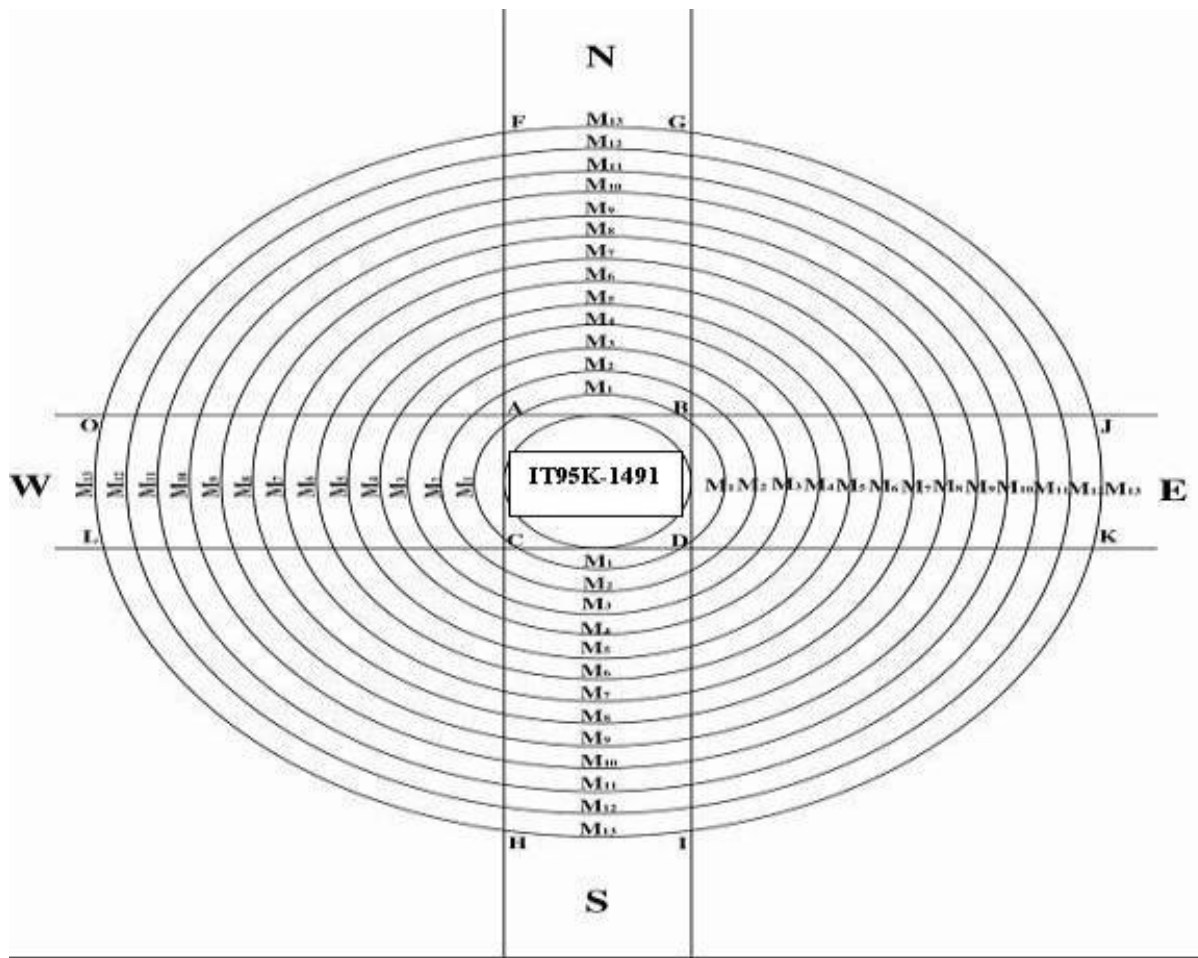 N
F M₁₃ G
M₁₂
M₁₁
M₁₀
M₉
M₈
M₇
M₆
M₅
M₄
M₃
M₂
M₁
A B
O J
W M₁₃ M₁₂ M₁₁ M₁₀ M₉ M₈ M₇ M₆ M₅ M₄ M₃ M₂ M₁ IT95K-1491 M₁ M₂ M₃ M₄ M₅ M₆ M₇ M₈ M₉ M₁₀ M₁₁ M₁₂ M₁₃ E
L C D K
M₁
M₂
M₃
M₄
M₅
M₆
M₇
M₈
M₉
M₁₀
M₁₁
M₁₂
M₁₃
H I
S